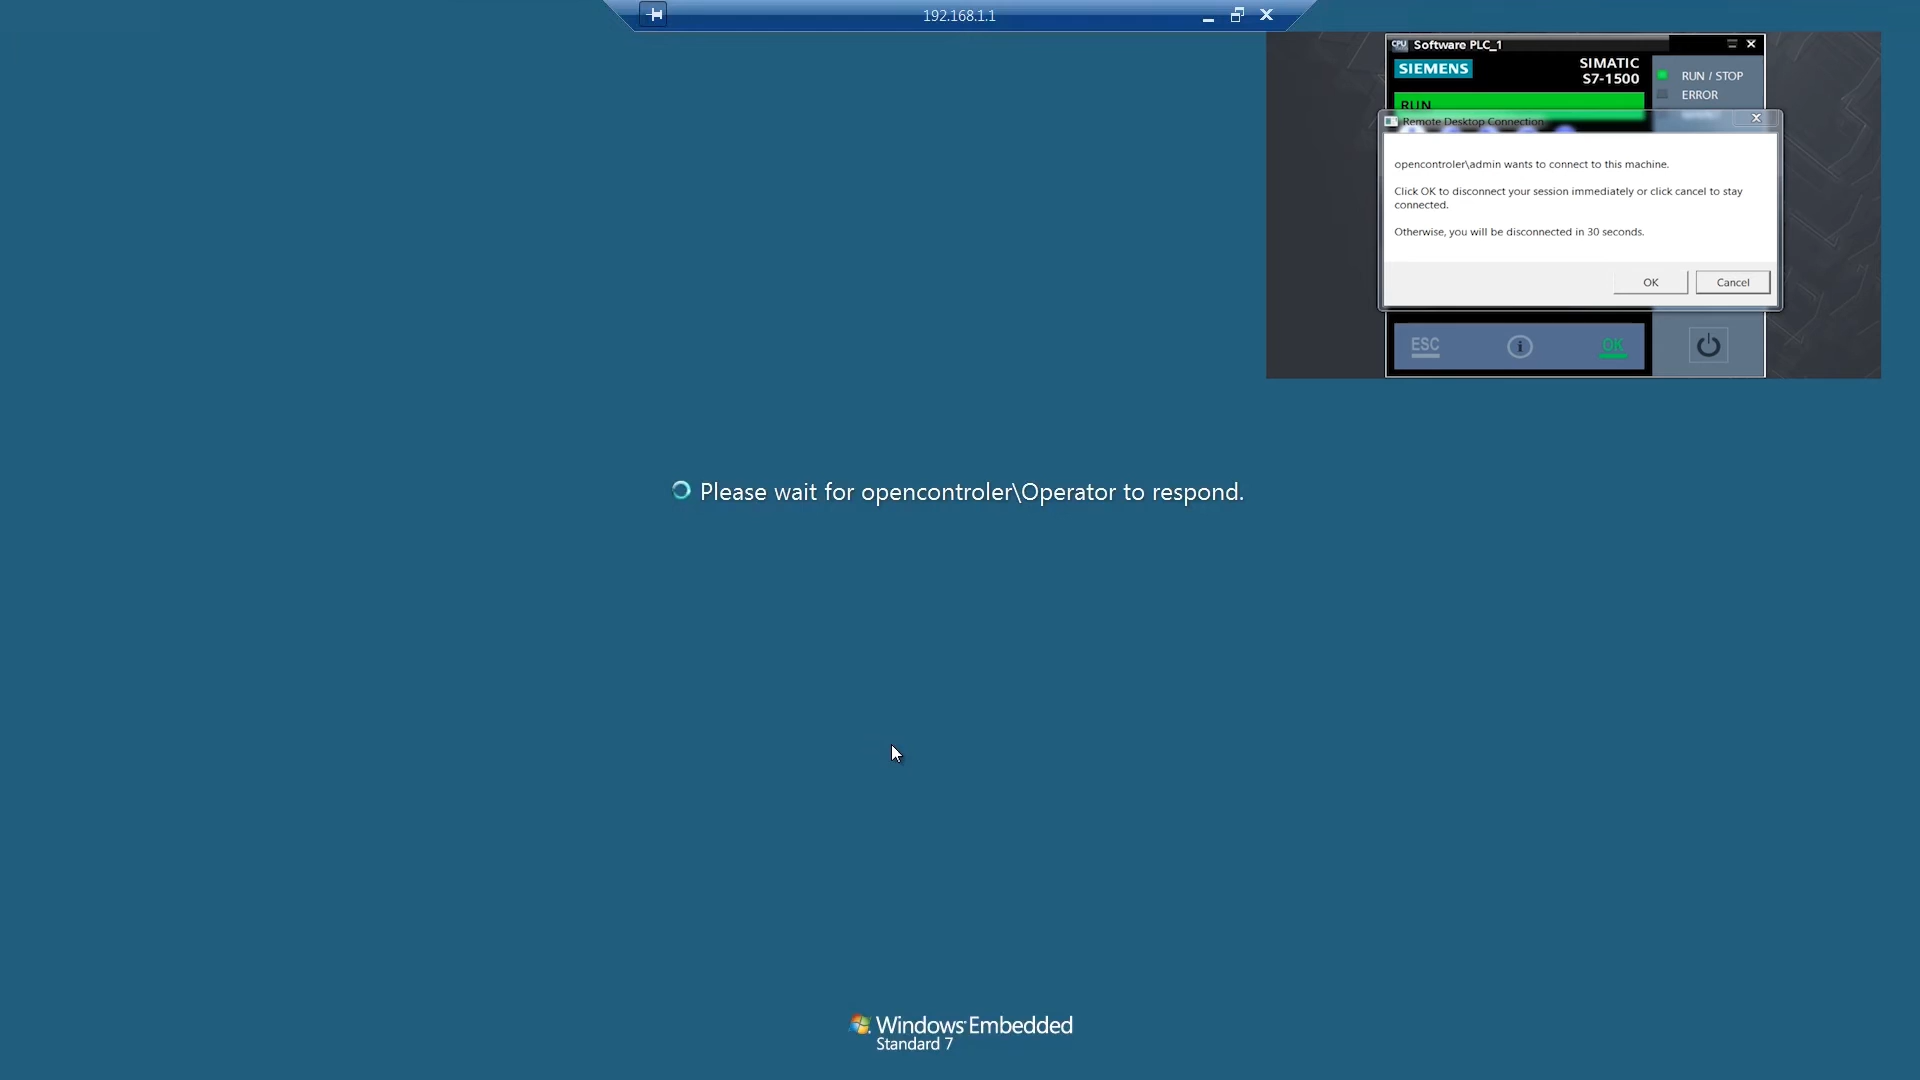 192.168.1.1
CPU Software PLC_1
SIEMENS
SIMATIC
S7-1500
RUN / STOP
ERROR
RUN
Remote Desktop Connection
opencontroler\admin wants to connect to this machine.
Click OK to disconnect your session immediately or click cancel to stay
connected.
Otherwise, you will be disconnected in 30 seconds.
OK
Cancel
ESC
OK
Please wait for opencontroler\Operator to respond.
Windows Embedded
Standard 7